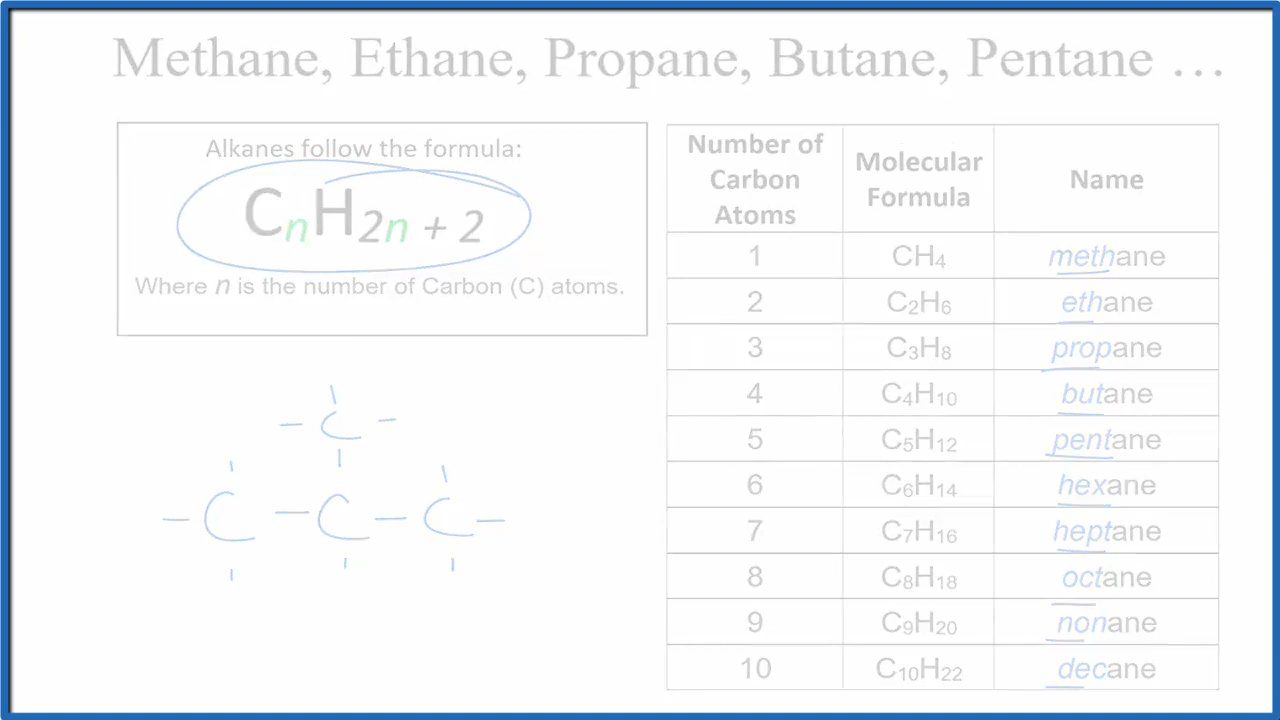 Methane, Ethane, Propane, Butane, Pentane …
Alkanes follow the formula:
CnH2n + 2
Where n is the number of Carbon (C) atoms.
C
C C C
Number of Carbon Atoms Molecular Formula Name
1 CH4 methane
2 C2H6 ethane
3 C3H8 propane
4 C4H10 butane
5 C5H12 pentane
6 C6H14 hexane
7 C7H16 heptane
8 C8H18 octane
9 C9H20 nonane
10 C10H22 decane